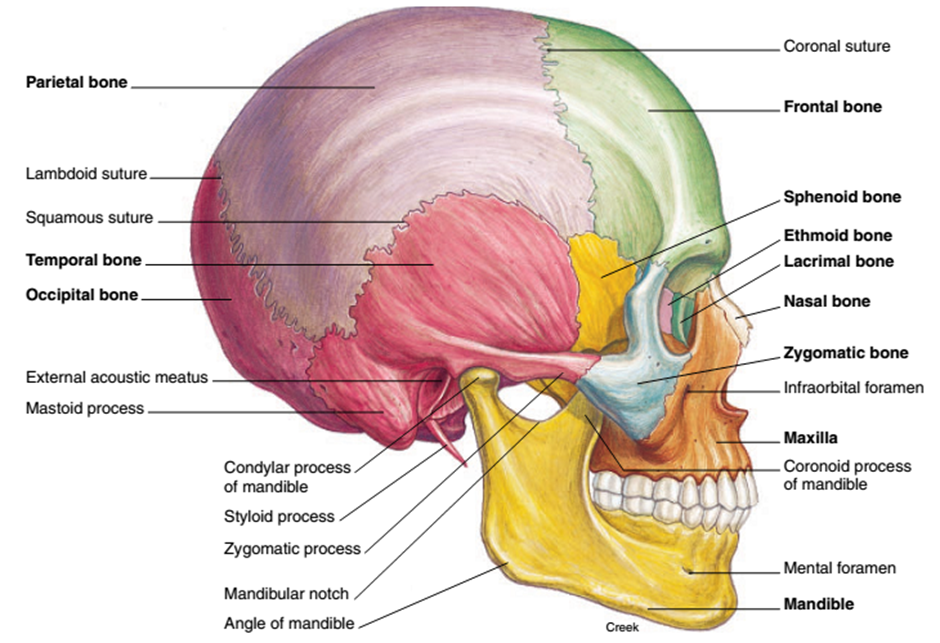 Parietal bone
Lambdoid suture
Squamous suture
Temporal bone
Occipital bone
External acoustic meatus
Mastoid process
Condylar process
of mandible
Styloid process
Zygomatic process
Mandibular notch
Angle of mandible
Coronal suture
Frontal bone
Sphenoid bone
Ethmoid bone
Lacrimal bone
Nasal bone
Zygomatic bone
Infraorbital foramen
Maxilla
Coronoid process
of mandible
Mental foramen
Mandible
Creek